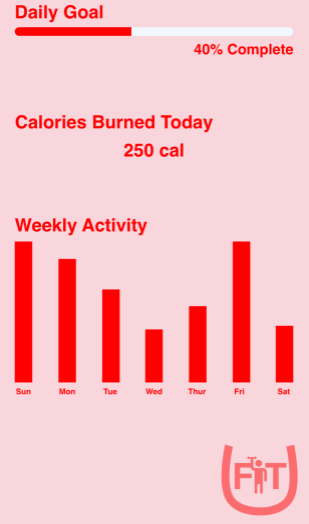 Daily Goal
40% Complete
Calories Burned Today
250 cal
Weekly Activity
Sun Mon Tue Wed Thur Fri Sat
FIT